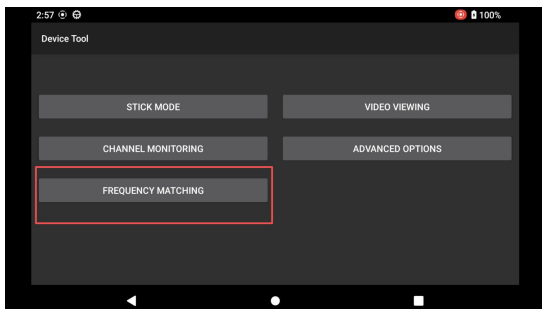 2:57 100%
Device Tool
STICK MODE VIDEO VIEWING
CHANNEL MONITORING ADVANCED OPTIONS
FREQUENCY MATCHING